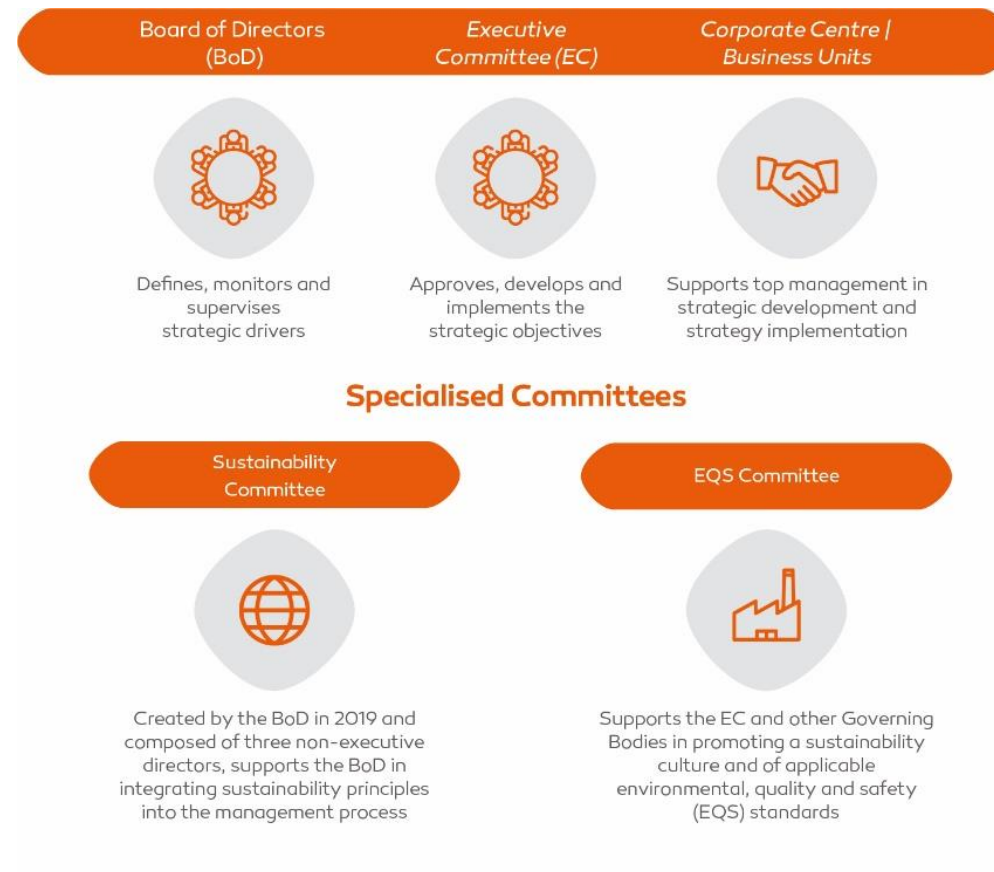 Board of Directors
(BoD)
Executive
Committee (EC)
Corporate Centre |
Business Units
Defines, monitors and
supervises
strategic drivers
Approves, develops and
implements the
strategic objectives
Supports top management in
strategic development and
strategy implementation
Specialised Committees
Sustainability
Committee
EQS Committee
Created by the BoD in 2019 and
composed of three non-executive
directors, supports the BoD in
integrating sustainability principles
into the management process
Supports the EC and other Governing
Bodies in promoting a sustainability
culture and of applicable
environmental, quality and safety
(EQS) standards